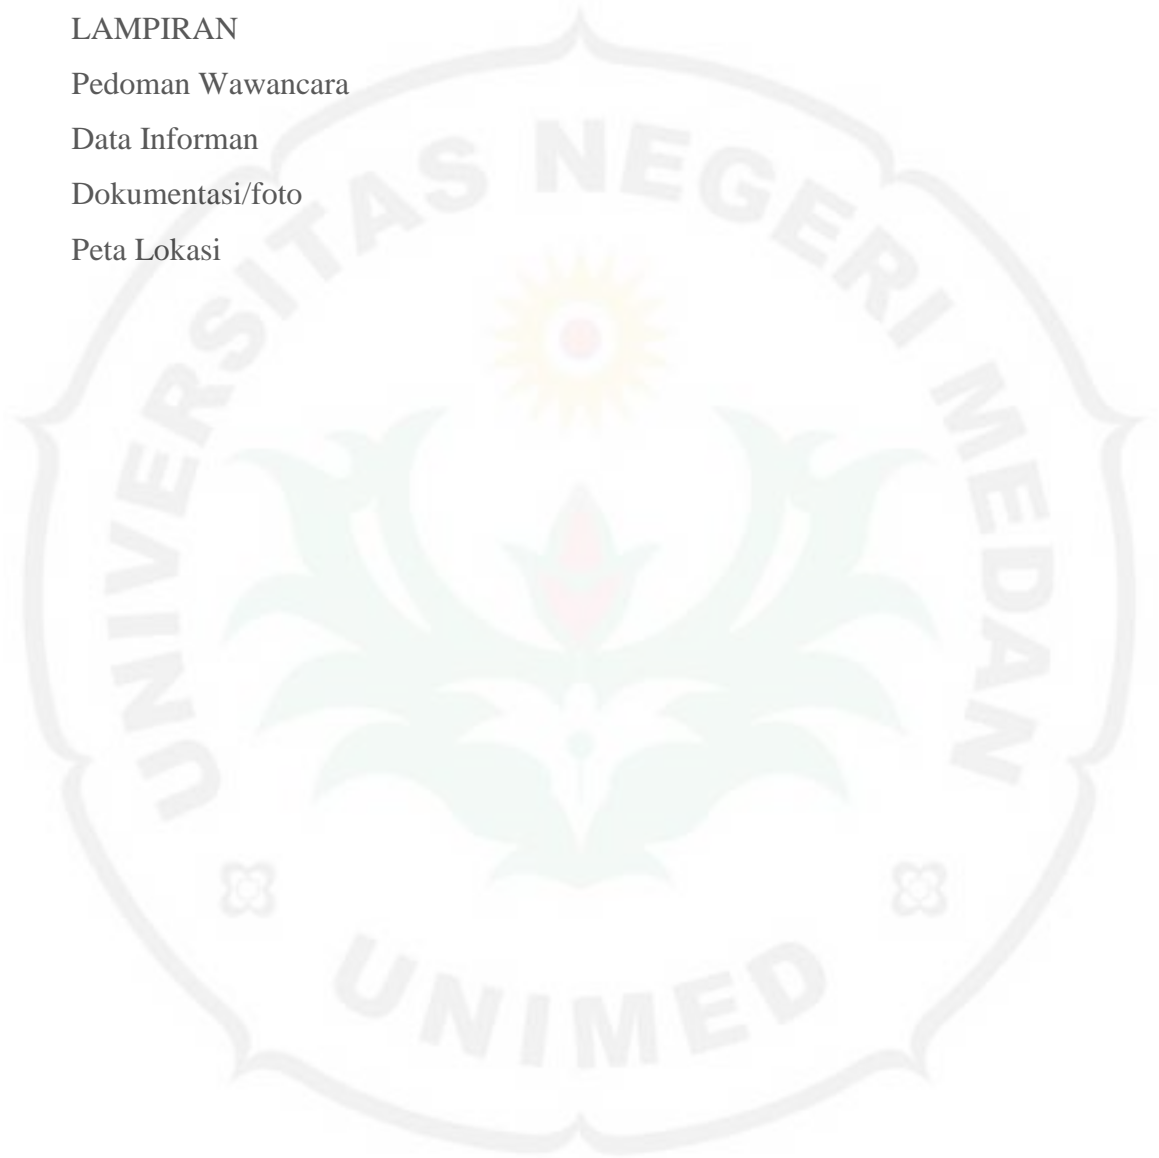 LAMPIRAN
Pedoman Wawancara
Data Informan
Dokumentasi/foto
Peta Lokasi
UNIVERSITAS NEGERI MEDAN
UNIMED